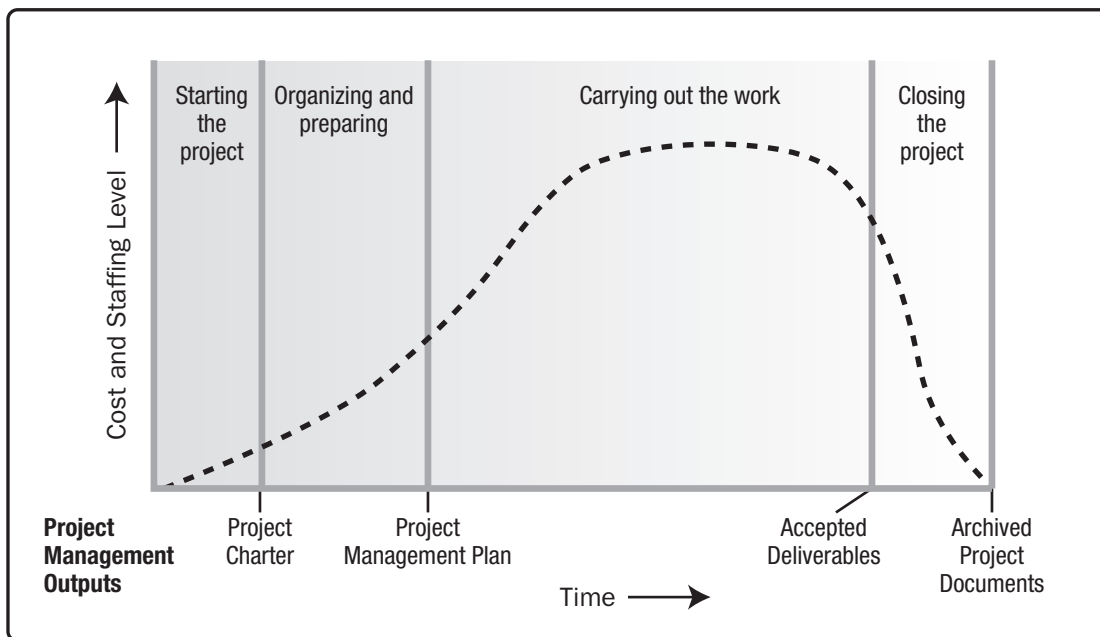 Starting
the
project
Organizing and
preparing
Carrying out the work
Closing
the
project
Cost and Staffing Level
Project
Management
Outputs
Project
Charter
Project
Management Plan
Accepted
Deliverables
Archived
Project
Documents
Time